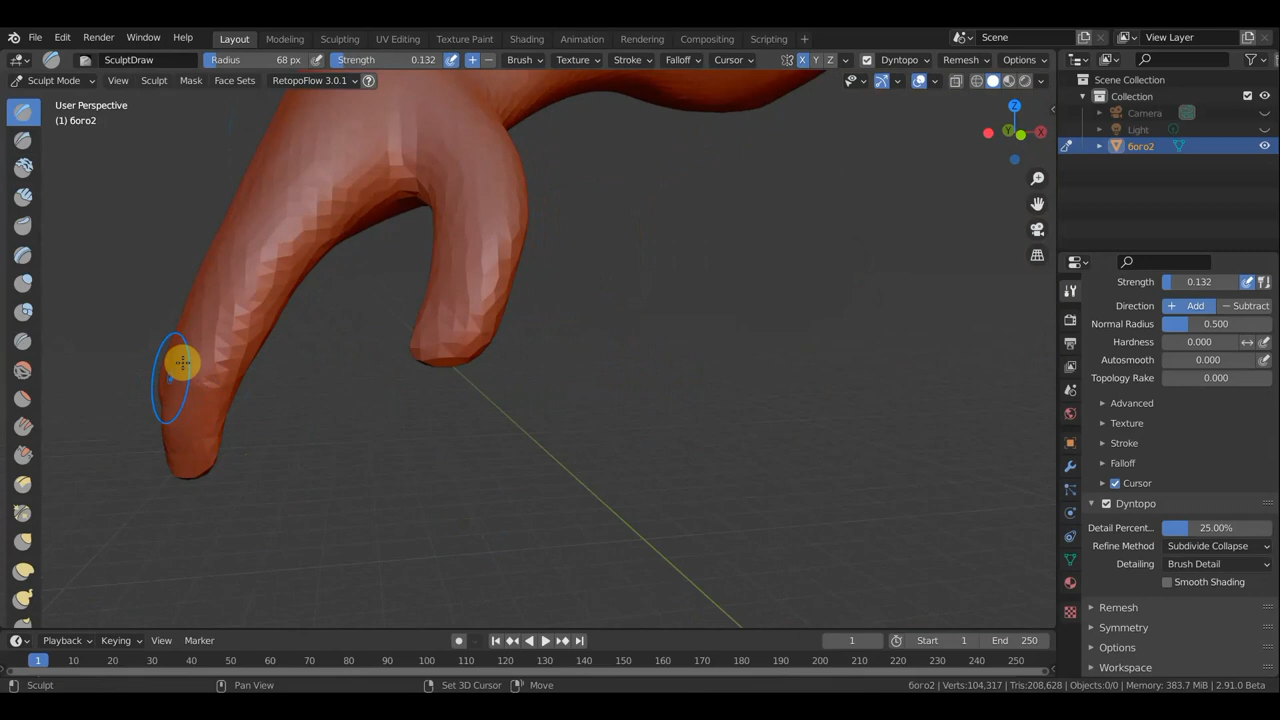 File Edit Render Window Help Layout Modeling Sculpting UV Editing Texture Paint Shading Animation Rendering Compositing Scripting + Scene View Layer
SculptDraw Radius 68 px Strength 0.132 + − Brush Texture Stroke Falloff Cursor X Y Z Dyntopo Remesh Options
Sculpt Mode View Sculpt Mask Face Sets RetopoFlow 3.0.1 ?
User Perspective
(1) бого2
Z
Y X
Scene Collection
Collection
Camera
Light
бого2
Strength 0.132
Direction + Add − Subtract
Normal Radius 0.500
Hardness 0.000
Autosmooth 0.000
Topology Rake 0.000
Advanced
Texture
Stroke
Falloff
Cursor
Dyntopo
Detail Percent... 25.00%
Refine Method Subdivide Collapse
Detailing Brush Detail
Smooth Shading
Remesh
Symmetry
Options
Workspace
Playback Keying View Marker 1 Start 1 End 250
1 10 20 30 40 50 60 70 80 90 100 110 120 130 140 150 160 170 180 190 200 210 220 230 240 250
Sculpt Pan View Set 3D Cursor Move бого2 | Verts:104,317 | Tris:208,628 | Objects:0/0 | Memory: 383.7 MiB | 2.91.0 Beta